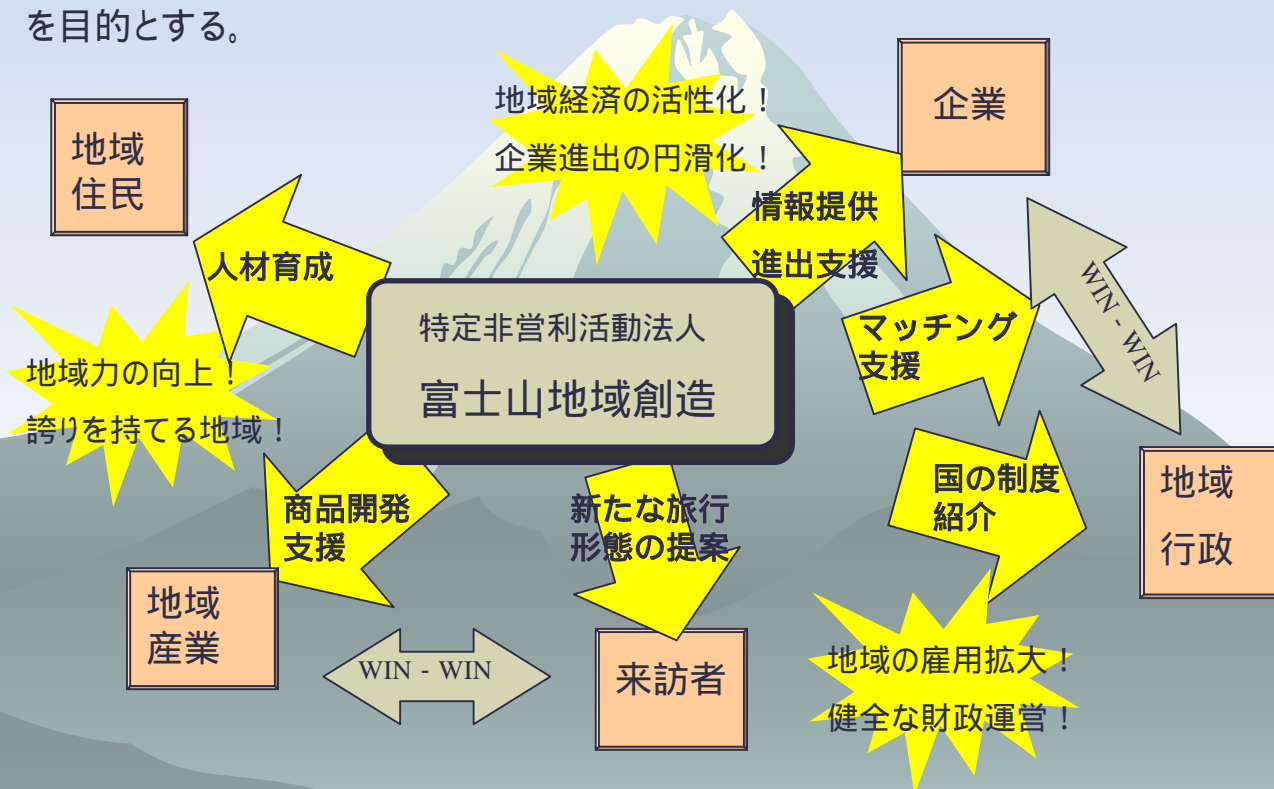 を目的とする。
地域経済の活性化！
企業進出の円滑化！
企業
地域
住民
情報提供
進出支援
人材育成
WIN - WIN
特定非営利活動法人
富士山地域創造
マッチング
支援
地域力の向上！
誇りを持てる地域！
国の制度
紹介
地域
行政
商品開発
支援
新たな旅行
形態の提案
地域
産業
WIN - WIN
来訪者
地域の雇用拡大！
健全な財政運営！